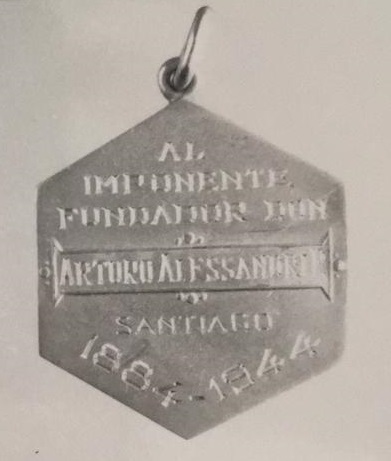 AL
IMPONENTE
FUNDADOR DON
ARTURO ALESSANDRI P.
SANTIAGO
1884-1944